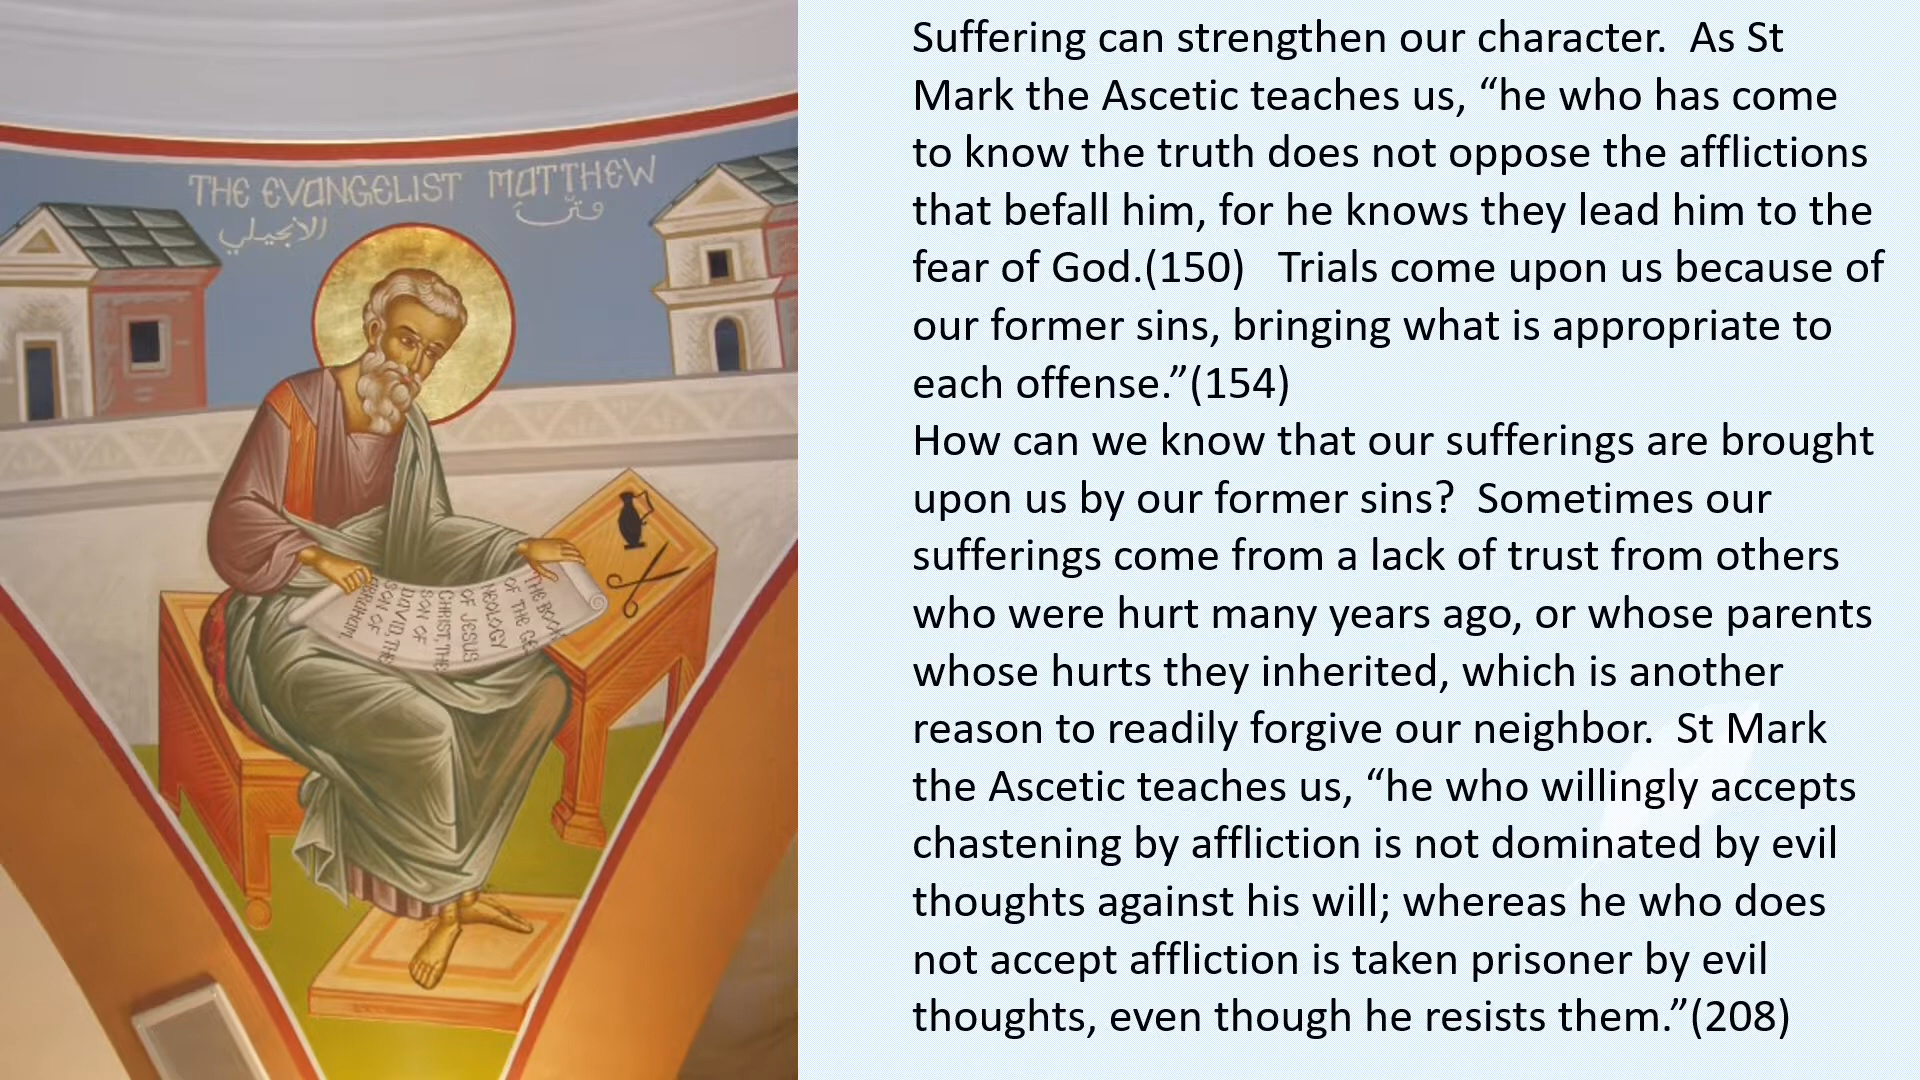 THE EVANGELIST MATTHEW
الانجيلي متى
THE BOOK
OF THE GE
NEOLOGY
OF JESUS
CHRIST, THE
SON OF
DAVID, THE
SON OF
ABRAHAM,
Suffering can strengthen our character.  As St
Mark the Ascetic teaches us, “he who has come
to know the truth does not oppose the afflictions
that befall him, for he knows they lead him to the
fear of God.(150)   Trials come upon us because of
our former sins, bringing what is appropriate to
each offense.”(154)
How can we know that our sufferings are brought
upon us by our former sins?  Sometimes our
sufferings come from a lack of trust from others
who were hurt many years ago, or whose parents
whose hurts they inherited, which is another
reason to readily forgive our neighbor.  St Mark
the Ascetic teaches us, “he who willingly accepts
chastening by affliction is not dominated by evil
thoughts against his will; whereas he who does
not accept affliction is taken prisoner by evil
thoughts, even though he resists them.”(208)